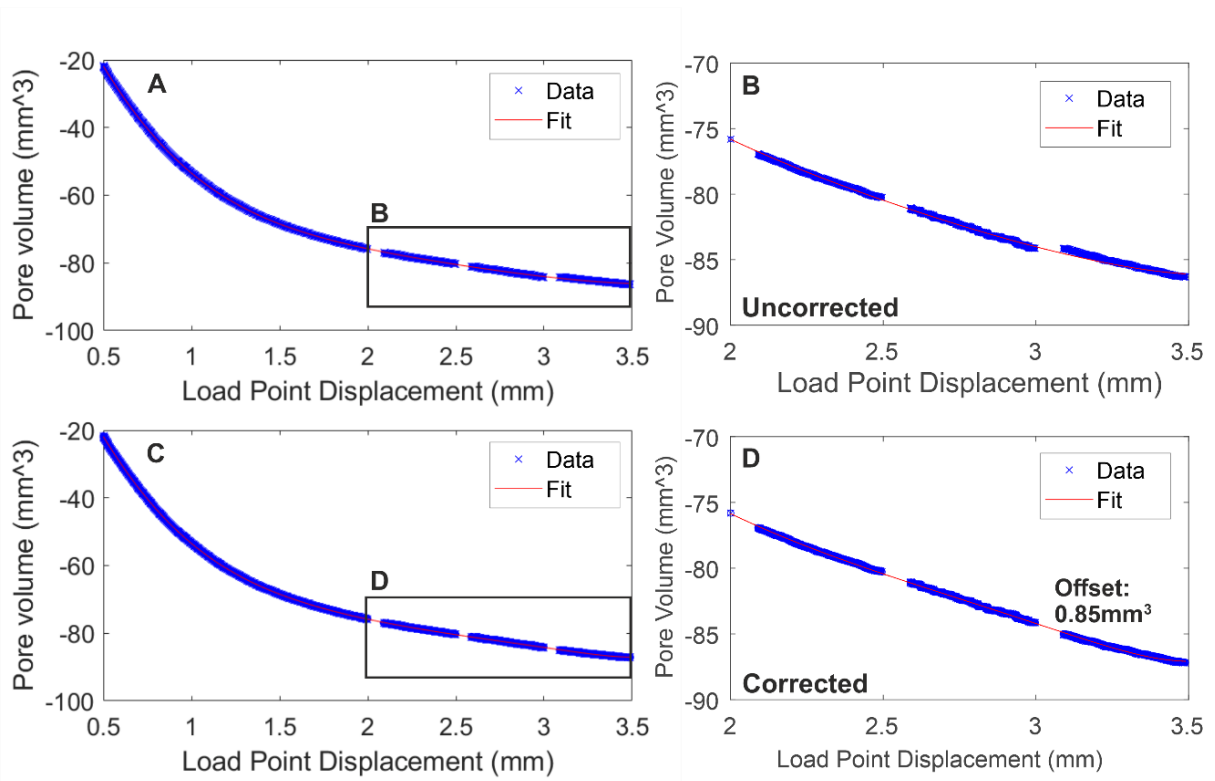 A
Data
Fit
B
-20
-40
-60
-80
-100
0.5
1
1.5
2
2.5
3
3.5
Pore volume (mm^3)
Load Point Displacement (mm)
B
Data
Fit
Uncorrected
-70
-75
-80
-85
-90
2
2.5
3
3.5
Pore Volume (mm^3)
Load Point Displacement (mm)
C
Data
Fit
D
-20
-40
-60
-80
-100
0.5
1
1.5
2
2.5
3
3.5
Pore volume (mm^3)
Load Point Displacement (mm)
D
Data
Fit
Offset:
0.85mm³
Corrected
-70
-75
-80
-85
-90
2
2.5
3
3.5
Pore Volume (mm^3)
Load Point Displacement (mm)